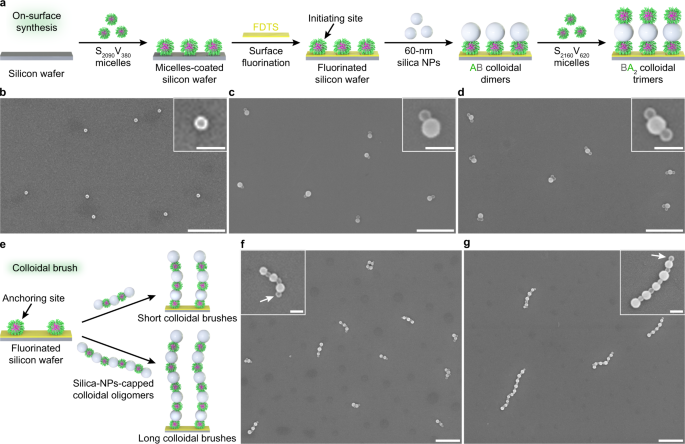 a
On-surface
synthesis
Silicon wafer
S2090V380
micelles
Micelles-coated
silicon wafer
FDTS
Surface
fluorination
Initiating site
Fluorinated
silicon wafer
60-nm
silica NPs
AB colloidal
dimers
S2160V620
micelles
BA2 colloidal
trimers
b
c
d
e
Colloidal brush
Anchoring site
Fluorinated
silicon wafer
Silica-NPs-capped
colloidal oligomers
Short colloidal brushes
Long colloidal brushes
f
g